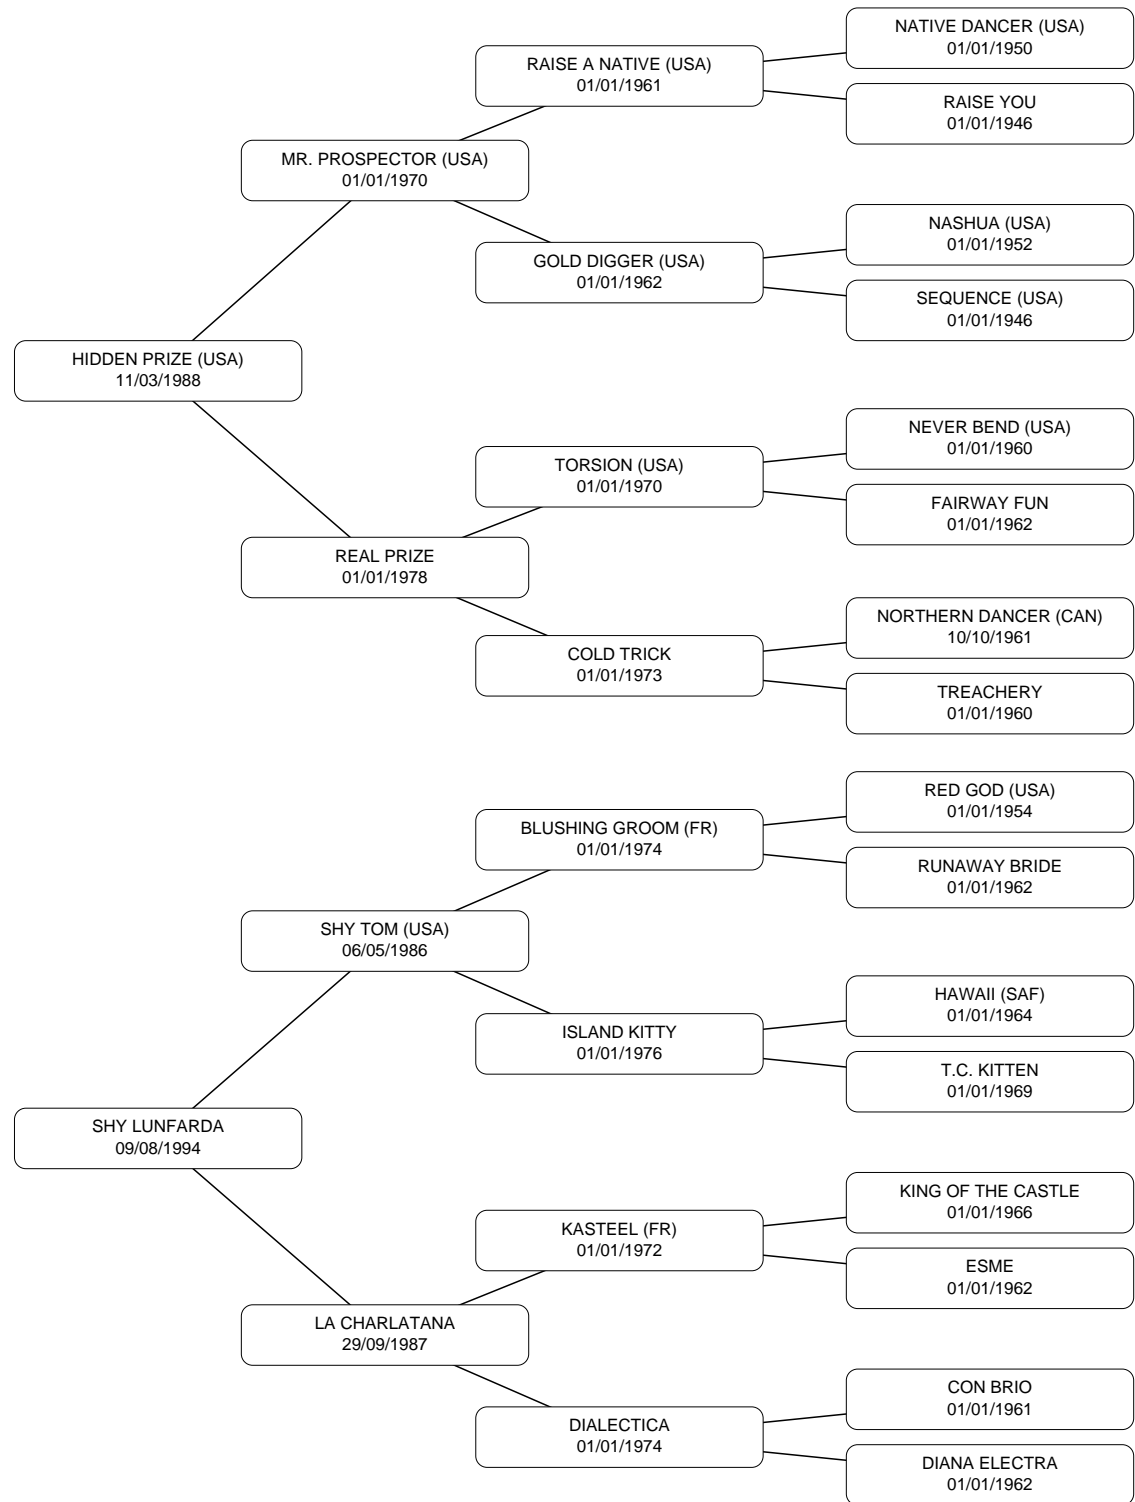 NATIVE DANCER (USA)
01/01/1950
RAISE A NATIVE (USA)
01/01/1961
RAISE YOU
01/01/1946
MR. PROSPECTOR (USA)
01/01/1970
NASHUA (USA)
01/01/1952
GOLD DIGGER (USA)
01/01/1962
SEQUENCE (USA)
01/01/1946
HIDDEN PRIZE (USA)
11/03/1988
NEVER BEND (USA)
01/01/1960
TORSION (USA)
01/01/1970
FAIRWAY FUN
01/01/1962
REAL PRIZE
01/01/1978
NORTHERN DANCER (CAN)
10/10/1961
COLD TRICK
01/01/1973
TREACHERY
01/01/1960
RED GOD (USA)
01/01/1954
BLUSHING GROOM (FR)
01/01/1974
RUNAWAY BRIDE
01/01/1962
SHY TOM (USA)
06/05/1986
HAWAII (SAF)
01/01/1964
ISLAND KITTY
01/01/1976
T.C. KITTEN
01/01/1969
SHY LUNFARDA
09/08/1994
KING OF THE CASTLE
01/01/1966
KASTEEL (FR)
01/01/1972
ESME
01/01/1962
LA CHARLATANA
29/09/1987
CON BRIO
01/01/1961
DIALECTICA
01/01/1974
DIANA ELECTRA
01/01/1962